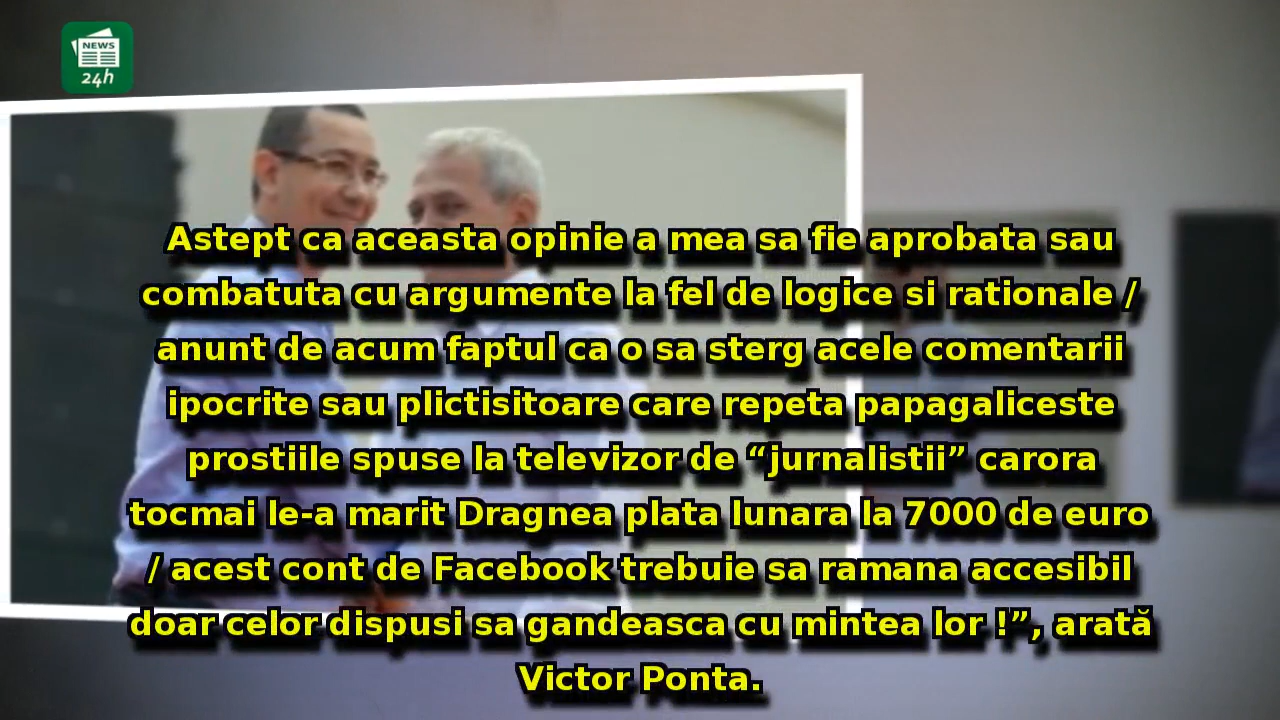 NEWS
24h
Astept ca aceasta opinie a mea sa fie aprobata sau
combatuta cu argumente la fel de logice si rationale /
anunt de acum faptul ca o sa sterg acele comentarii
ipocrite sau plictisitoare care repeta papagaliceste
prostiile spuse la televizor de “jurnalistii” carora
tocmai le-a marit Dragnea plata lunara la 7000 de euro
/ acest cont de Facebook trebuie sa ramana accesibil
doar celor dispusi sa gandeasca cu mintea lor !”, arată
Victor Ponta.